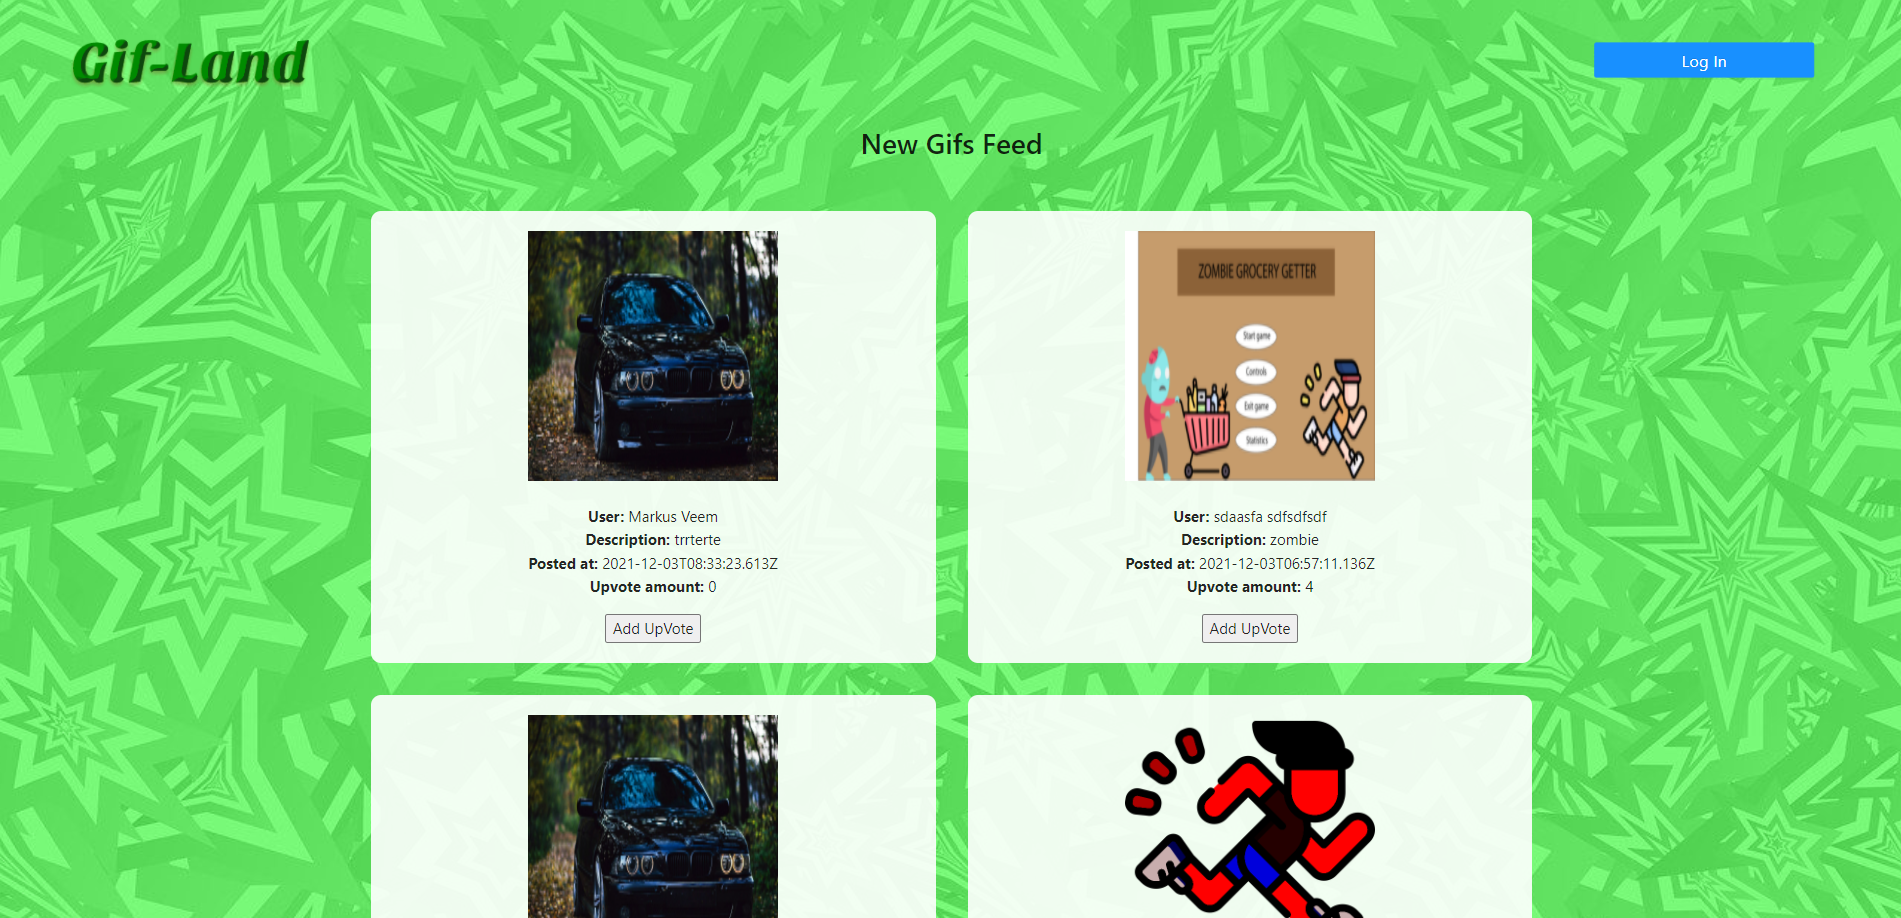 Gif-Land
Log In
New Gifs Feed
User: Markus Veem
Description: trrterte
Posted at: 2021-12-03T08:33:23.613Z
Upvote amount: 0
Add UpVote
ZOMBIE GROCERY GETTER
Start game
Controls
Exit game
Statistics
User: sdaasfa sdfsdfsdf
Description: zombie
Posted at: 2021-12-03T06:57:11.136Z
Upvote amount: 4
Add UpVote